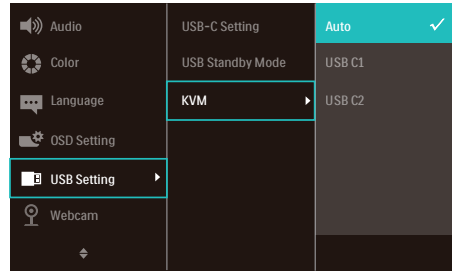 Audio
Color
Language
OSD Setting
USB Setting
Webcam
USB-C Setting
USB Standby Mode
KVM
Auto
USB C1
USB C2